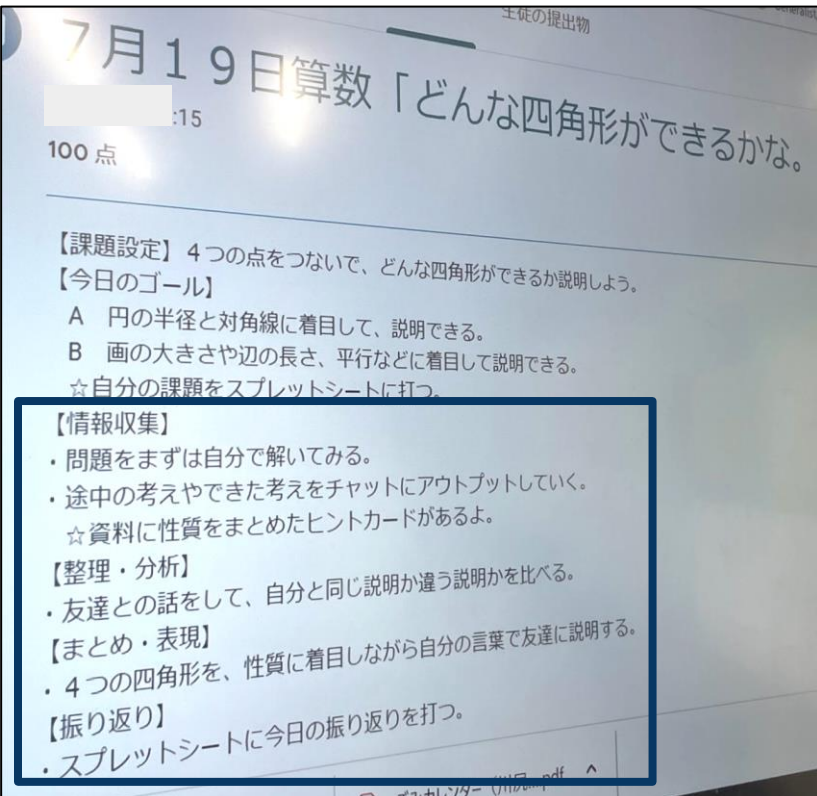 生徒の提出物
7月19日算数「どんな四角形ができるかな。
:15
100 点
【課題設定】4つの点をつないで、どんな四角形ができるか説明しよう。
【今日のゴール】
A 円の半径と対角線に着目して、説明できる。
B 画の大きさや辺の長さ、平行などに着目して説明できる。
☆自分の課題をスプレットシートに打つ。
【情報収集】
・問題をまずは自分で解いてみる。
・途中の考えやできた考えをチャットにアウトプットしていく。
☆資料に性質をまとめたヒントカードがあるよ。
【整理・分析】
・友達との話をして、自分と同じ説明か違う説明かを比べる。
【まとめ・表現】
・4つの四角形を、性質に着目しながら自分の言葉で友達に説明する。
【振り返り】
・スプレットシートに今日の振り返りを打つ。